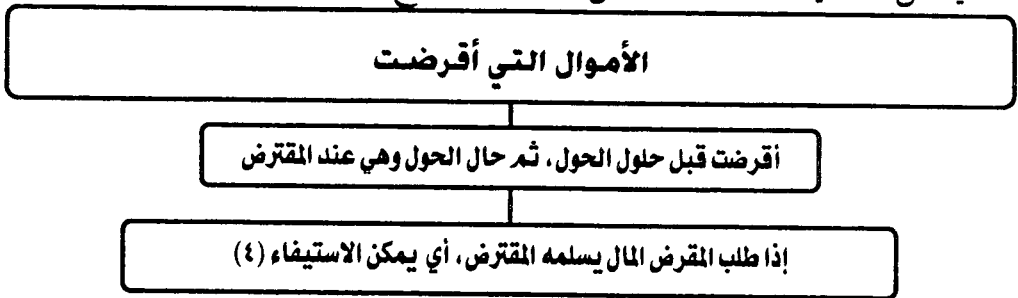 الأموال التي أقرضت
أقرضت قبل حلول الحول، ثم حال الحول وهي عند المقترض
إذا طلب المقرض المال يسلمه المقترض، أي يمكن الاستيفاء (٤)